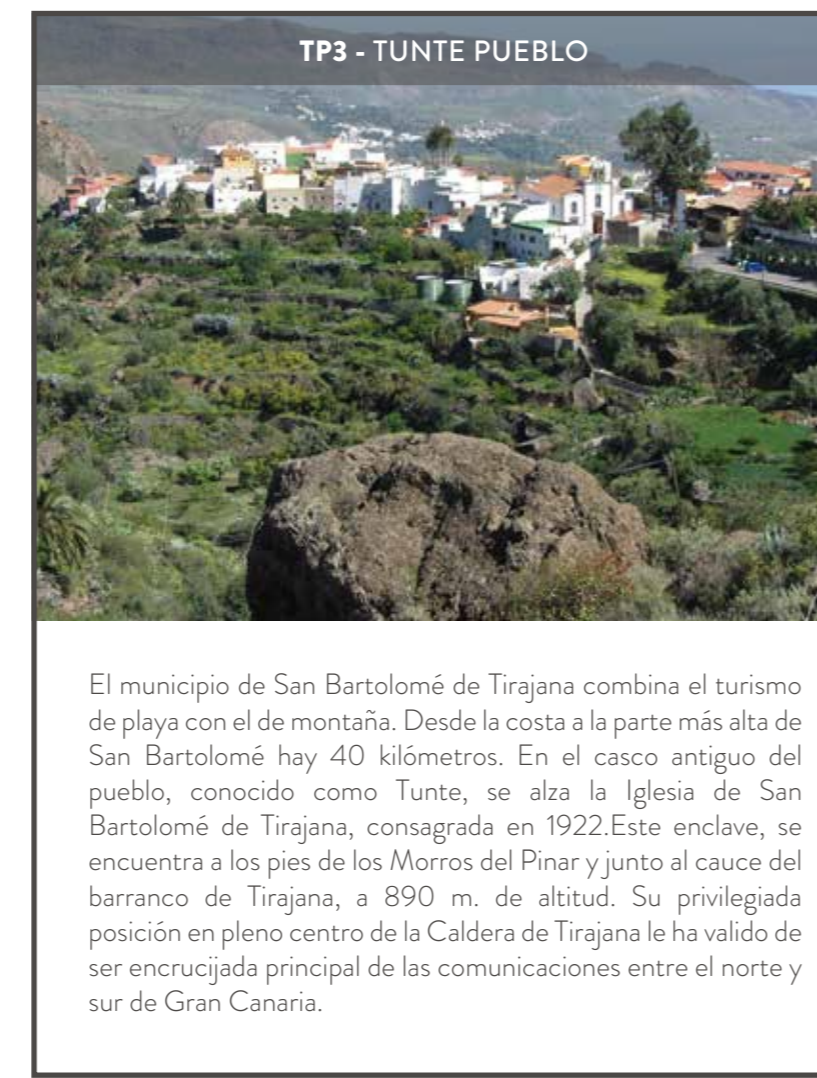 TP3 - TUNTE PUEBLO
El municipio de San Bartolomé de Tirajana combina el turismo
de playa con el de montaña. Desde la costa a la parte más alta de
San Bartolomé hay 40 kilómetros. En el casco antiguo del
pueblo, conocido como Tunte, se alza la Iglesia de San
Bartolomé de Tirajana, consagrada en 1922.Este enclave, se
encuentra a los pies de los Morros del Pinar y junto al cauce del
barranco de Tirajana, a 890 m. de altitud. Su privilegiada
posición en pleno centro de la Caldera de Tirajana le ha valido de
ser encrucijada principal de las comunicaciones entre el norte y
sur de Gran Canaria.